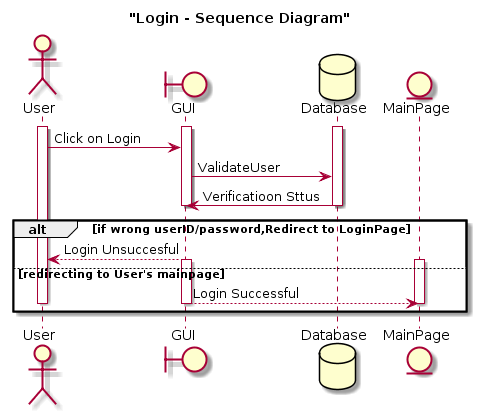 "Login - Sequence Diagram"
User GUI Database MainPage
Click on Login
ValidateUser
Verificatioon Sttus
alt [if wrong userID/password,Redirect to LoginPage]
Login Unsuccesful
[redirecting to User's mainpage]
Login Successful
User GUI Database MainPage